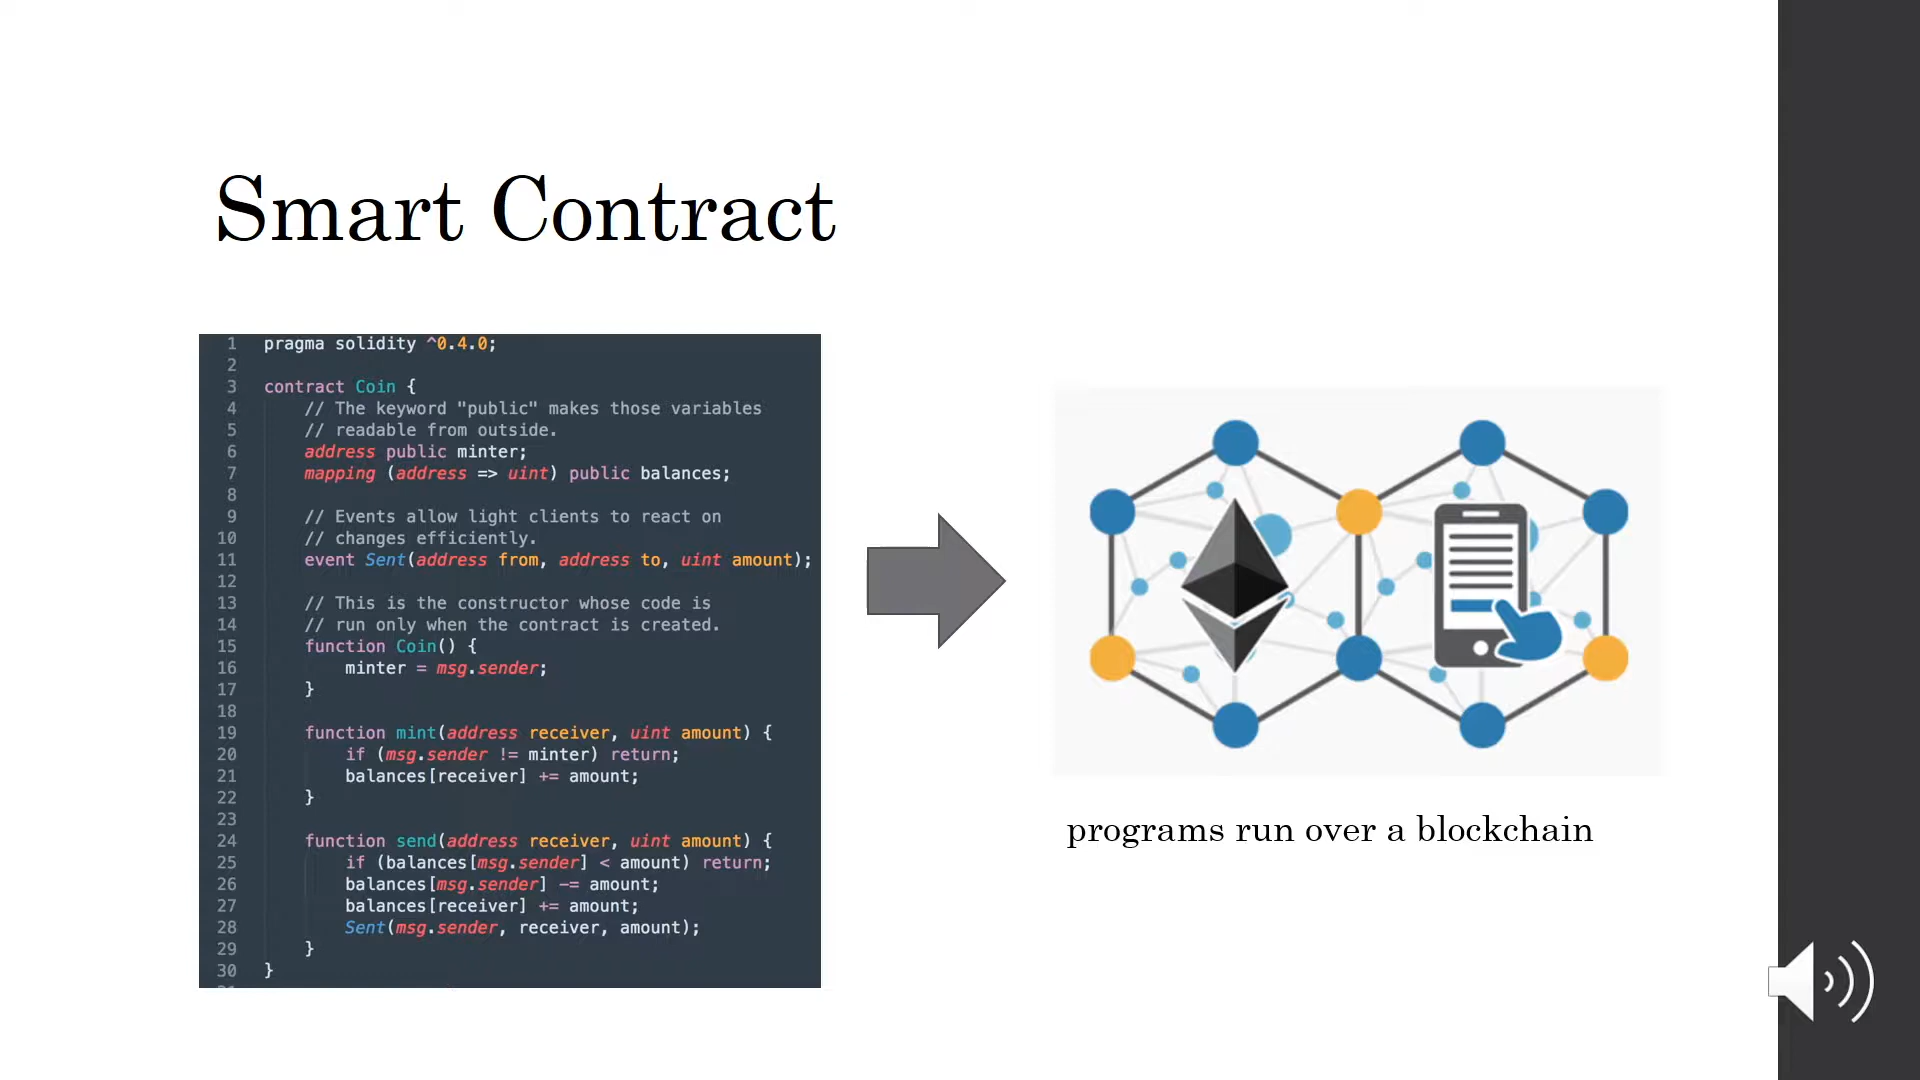 Smart Contract
1 pragma solidity ^0.4.0;
2
3 contract Coin {
4 // The keyword "public" makes those variables
5 // readable from outside.
6 address public minter;
7 mapping (address => uint) public balances;
8
9 // Events allow light clients to react on
10 // changes efficiently.
11 event Sent(address from, address to, uint amount);
12
13 // This is the constructor whose code is
14 // run only when the contract is created.
15 function Coin() {
16 minter = msg.sender;
17 }
18
19 function mint(address receiver, uint amount) {
20 if (msg.sender != minter) return;
21 balances[receiver] += amount;
22 }
23
24 function send(address receiver, uint amount) {
25 if (balances[msg.sender] < amount) return;
26 balances[msg.sender] -= amount;
27 balances[receiver] += amount;
28 Sent(msg.sender, receiver, amount);
29 }
30 }
programs run over a blockchain